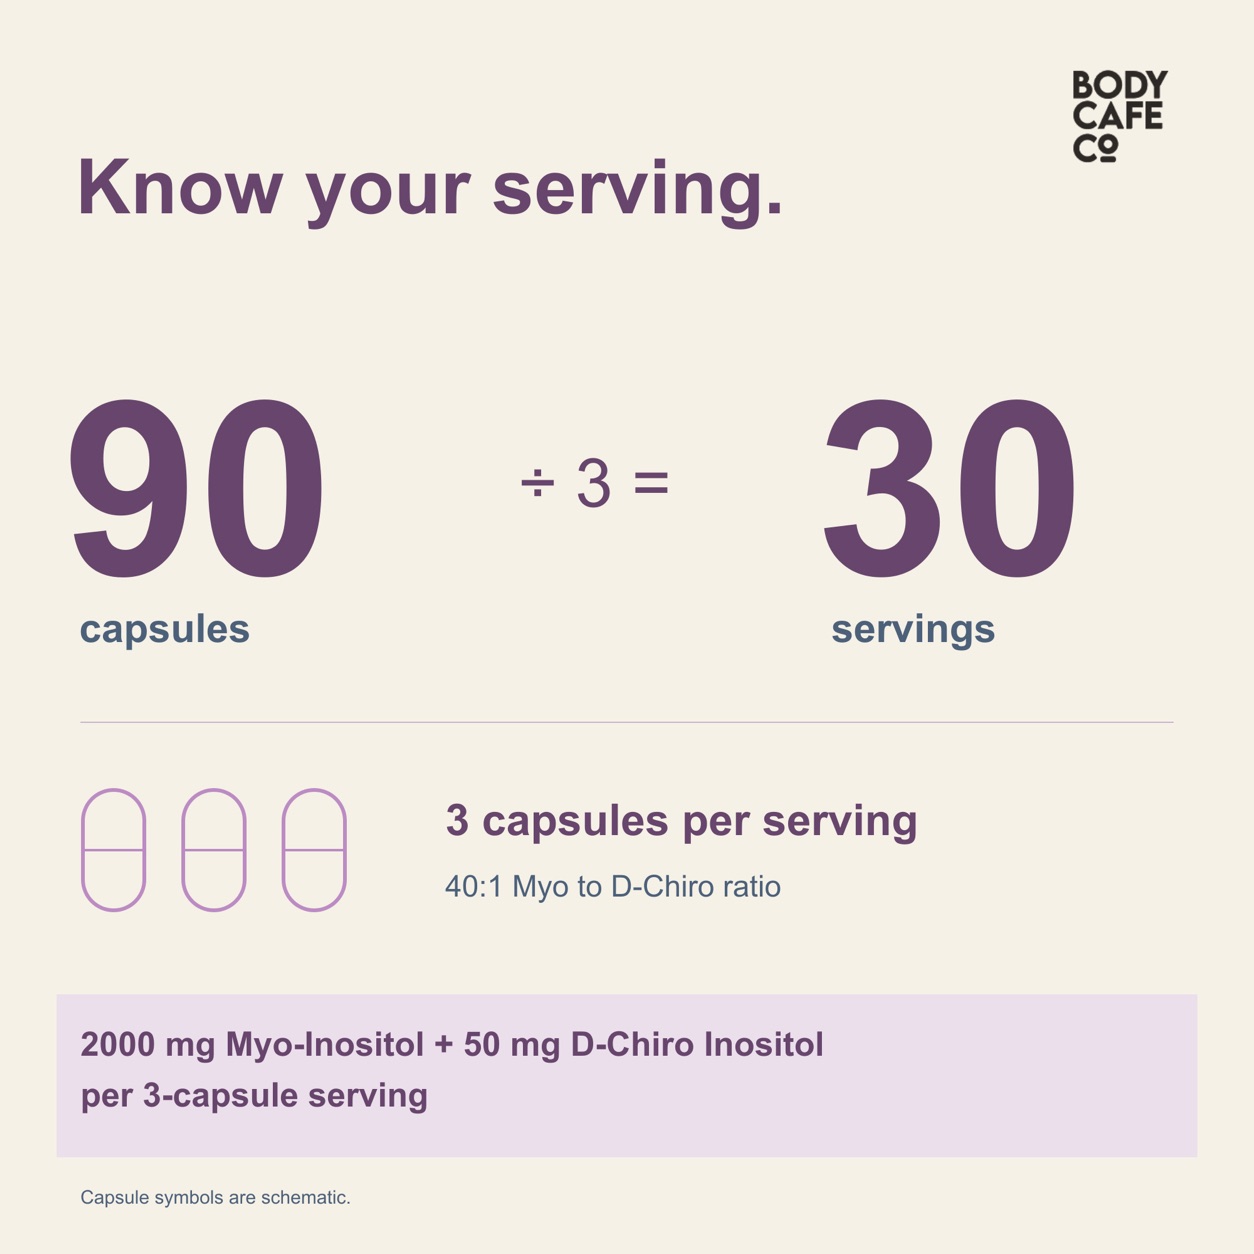 BODY
CAFE
Co
Know your serving.
90 ÷ 3 = 30
capsules servings
3 capsules per serving
40:1 Myo to D-Chiro ratio
2000 mg Myo-Inositol + 50 mg D-Chiro Inositol
per 3-capsule serving
Capsule symbols are schematic.